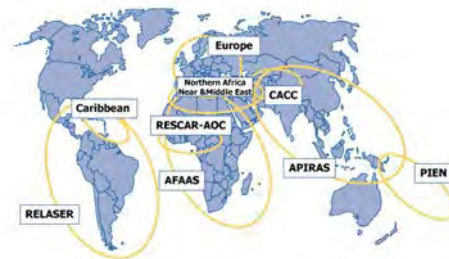 Europe
Northern Africa
Near &Middle East
CACC
Caribbean
RESCAR-AOC
APIRAS
PIEN
AFAAS
RELASER